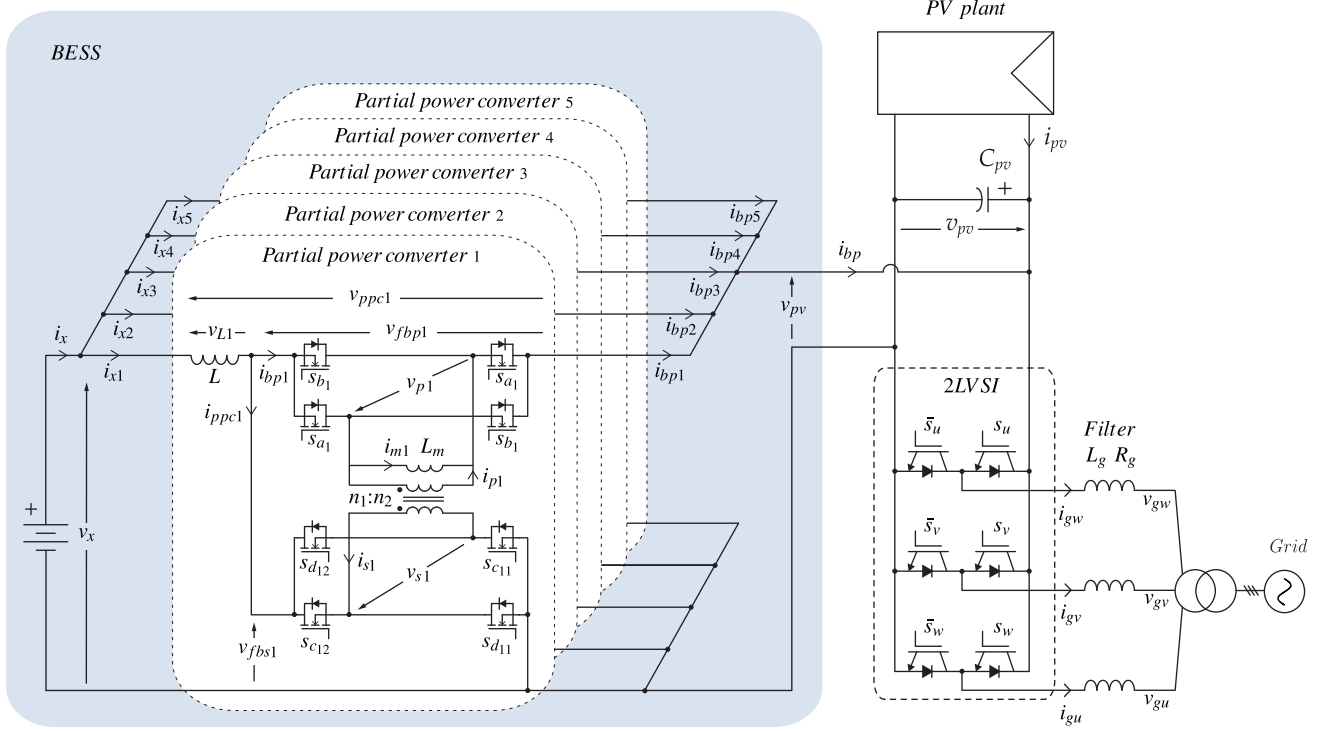 PV plant
BESS
Partial power converter 5
Partial power converter 4
Partial power converter 3
Partial power converter 2
Partial power converter 1
i_pv
C_pv
+
v_pv
i_x5
i_x4
i_x3
i_x2
i_x
i_x1
i_bp5
i_bp4
i_bp3
i_bp2
i_bp1
i_bp
v_pv
v_ppc1
v_L1
v_fbp1
L
i_bp1
s_b1
s_a1
v_p1
i_ppc1
s_a1
s_b1
i_m1
L_m
i_p1
n_1:n_2
+
v_x
s_d12
i_s1
v_s1
s_c11
s_c12
s_d11
v_fbs1
2LVSI
s̄_u
s_u
Filter
L_g R_g
i_gw
v_gw
s̄_v
s_v
i_gv
v_gv
Grid
s̄_w
s_w
i_gu
v_gu